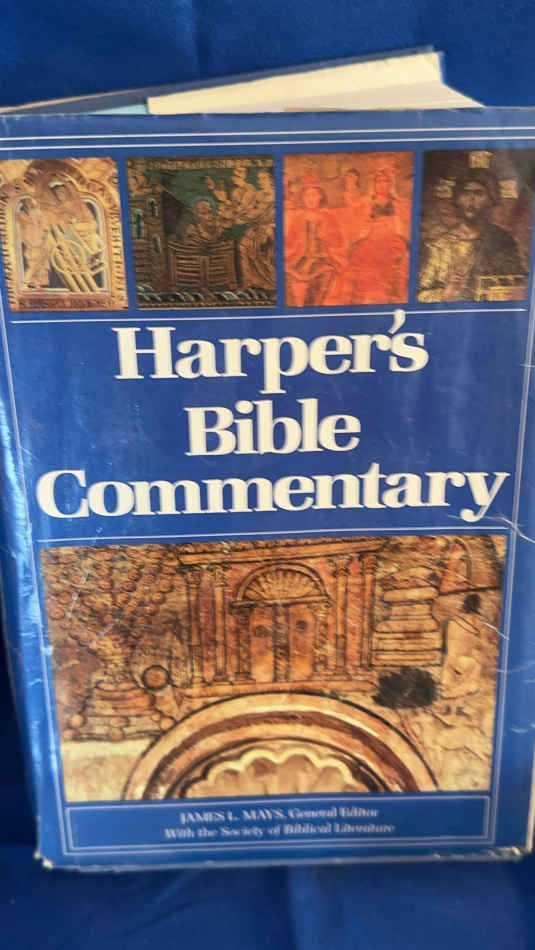 Harper's
Bible
Commentary
JAMES L. MAYS, General Editor
With the Society of Biblical Literature